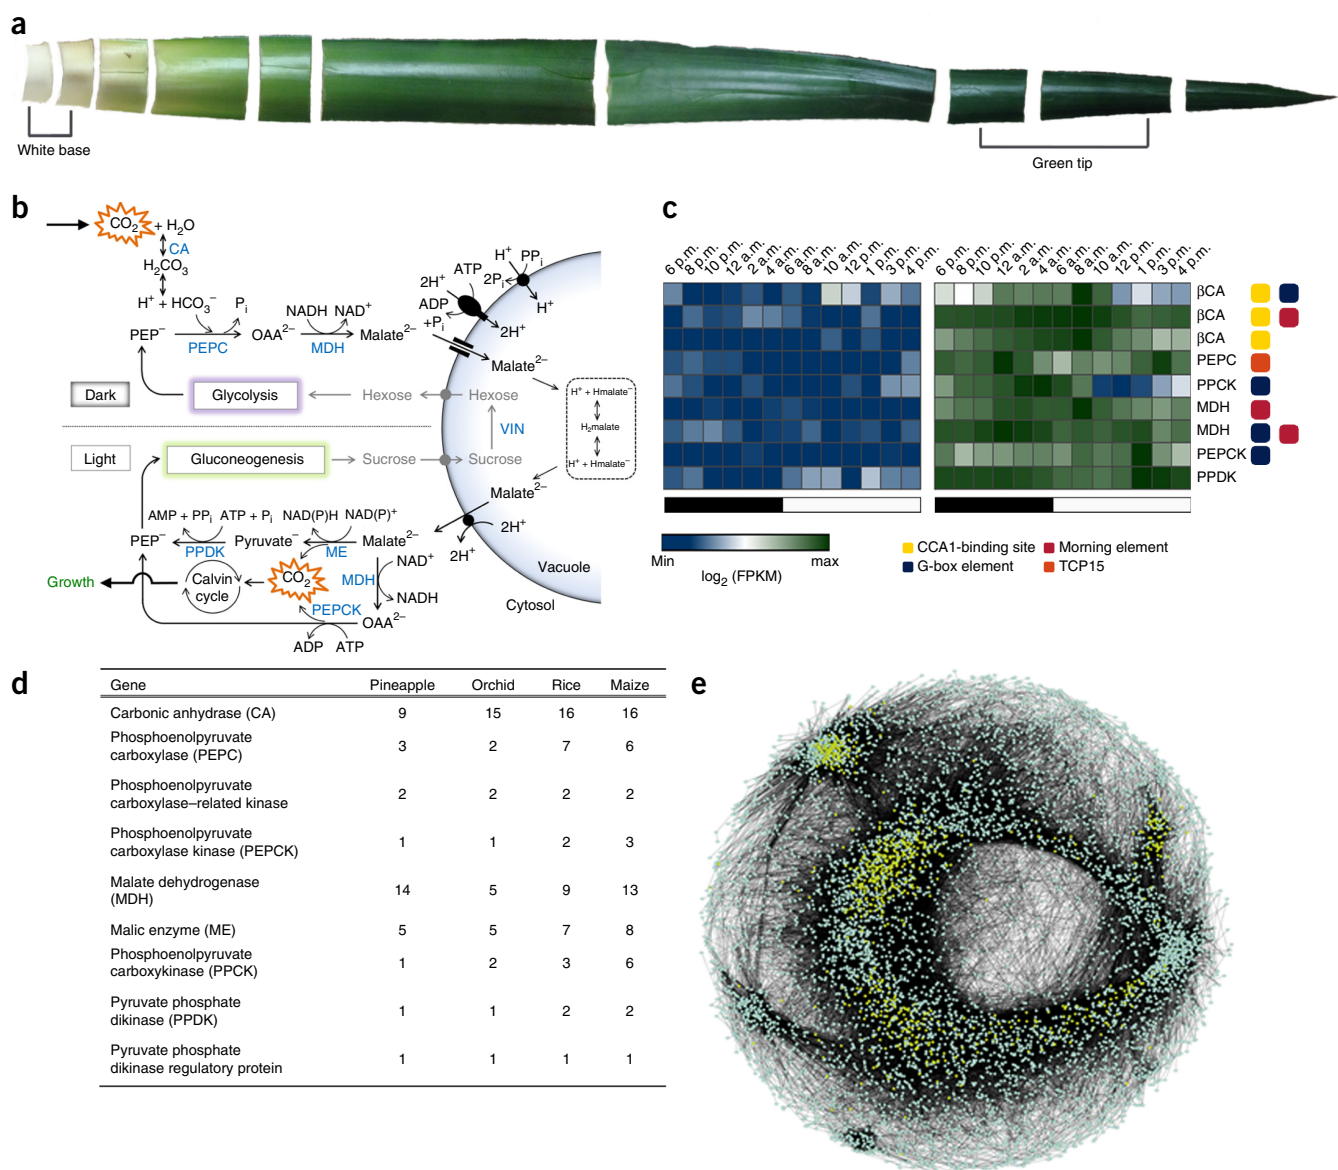 a
White base
Green tip
b
CO2 + H2O
CA
H2CO3
H+ + HCO3−
Pi
NADH NAD+
PEP−
OAA2−
Malate2−
PEPC
MDH
ATP
2H+
ADP
+Pi
H+
PPi
2Pi
H+
2H+
Malate2−
Dark
Glycolysis
Hexose
Hexose
H+ + Hmalate−
H2malate
H+ + Hmalate−
VIN
Light
Gluconeogenesis
Sucrose
Sucrose
Malate2−
AMP + PPi ATP + Pi NAD(P)H NAD(P)+
2H+
2H+
PEP−
Pyruvate−
Malate2−
PPDK
ME
NAD+
Vacuole
Growth
Calvin
cycle
CO2
MDH
NADH
Cytosol
PEPCK
OAA2−
ADP ATP
c
6 p.m. 8 p.m. 10 p.m. 12 a.m. 2 a.m. 4 a.m. 6 a.m. 8 a.m. 10 a.m. 12 p.m. 1 p.m. 3 p.m. 4 p.m.
6 p.m. 8 p.m. 10 p.m. 12 a.m. 2 a.m. 4 a.m. 6 a.m. 8 a.m. 10 a.m. 12 p.m. 1 p.m. 3 p.m. 4 p.m.
βCA
βCA
βCA
PEPC
PPCK
MDH
MDH
PEPCK
PPDK
Min max
log2 (FPKM)
CCA1-binding site
Morning element
G-box element
TCP15
d
Gene Pineapple Orchid Rice Maize
Carbonic anhydrase (CA) 9 15 16 16
Phosphoenolpyruvate
carboxylase (PEPC) 3 2 7 6
Phosphoenolpyruvate
carboxylase–related kinase 2 2 2 2
Phosphoenolpyruvate
carboxylase kinase (PEPCK) 1 1 2 3
Malate dehydrogenase
(MDH) 14 5 9 13
Malic enzyme (ME) 5 5 7 8
Phosphoenolpyruvate
carboxykinase (PPCK) 1 2 3 6
Pyruvate phosphate
dikinase (PPDK) 1 1 2 2
Pyruvate phosphate
dikinase regulatory protein 1 1 1 1
e